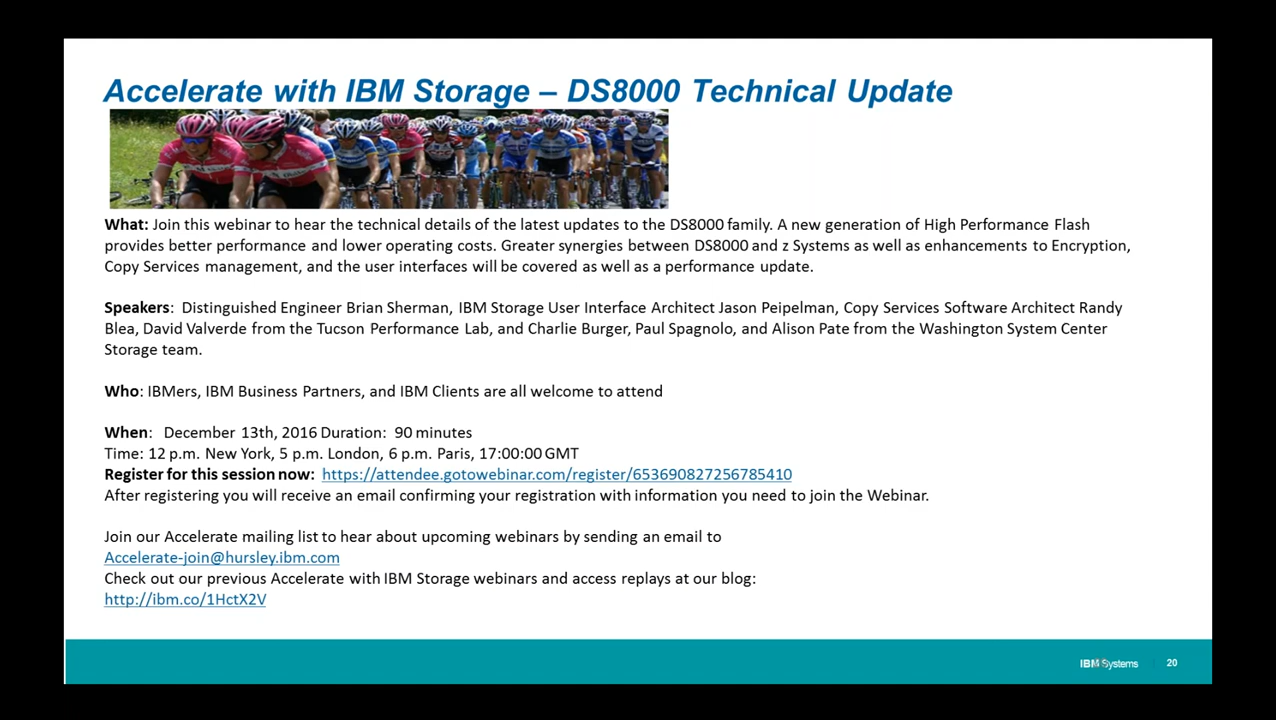 Accelerate with IBM Storage – DS8000 Technical Update
What: Join this webinar to hear the technical details of the latest updates to the DS8000 family. A new generation of High Performance Flash
provides better performance and lower operating costs. Greater synergies between DS8000 and z Systems as well as enhancements to Encryption,
Copy Services management, and the user interfaces will be covered as well as a performance update.
Speakers: Distinguished Engineer Brian Sherman, IBM Storage User Interface Architect Jason Peipelman, Copy Services Software Architect Randy
Blea, David Valverde from the Tucson Performance Lab, and Charlie Burger, Paul Spagnolo, and Alison Pate from the Washington System Center
Storage team.
Who: IBMers, IBM Business Partners, and IBM Clients are all welcome to attend
When: December 13th, 2016 Duration: 90 minutes
Time: 12 p.m. New York, 5 p.m. London, 6 p.m. Paris, 17:00:00 GMT
Register for this session now: https://attendee.gotowebinar.com/register/653690827256785410
After registering you will receive an email confirming your registration with information you need to join the Webinar.
Join our Accelerate mailing list to hear about upcoming webinars by sending an email to
Accelerate-join@hursley.ibm.com
Check out our previous Accelerate with IBM Storage webinars and access replays at our blog:
http://ibm.co/1HctX2V
IBM Systems | 20